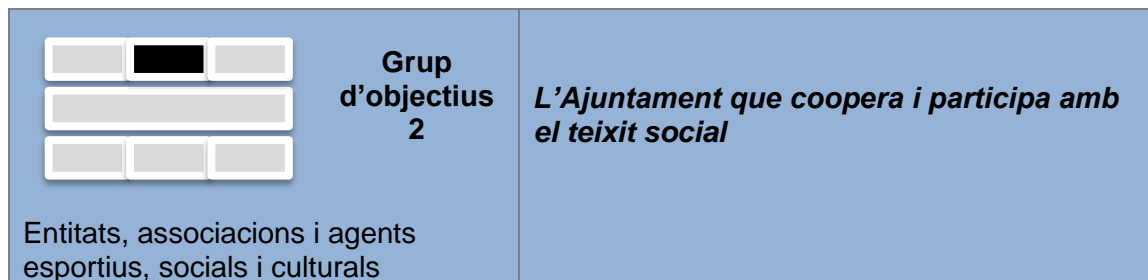 Grup
d’objectius
2
L’Ajuntament que coopera i participa amb
el teixit social
Entitats, associacions i agents
esportius, socials i culturals